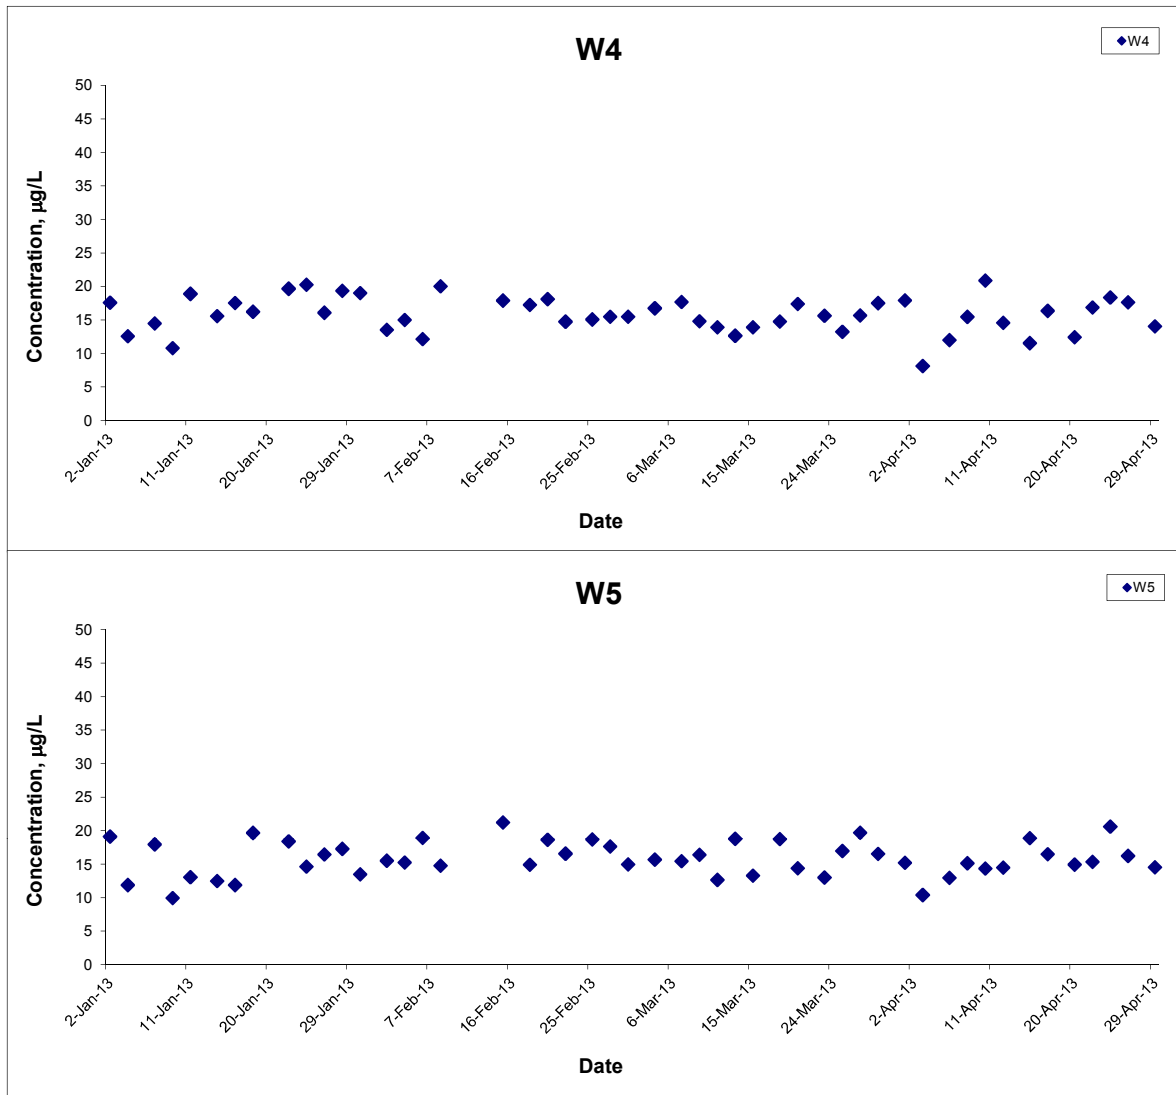 W4
W4
50
45
40
35
30
25
20
15
10
5
0
Concentration, µg/L
2-Jan-13
11-Jan-13
20-Jan-13
29-Jan-13
7-Feb-13
16-Feb-13
25-Feb-13
6-Mar-13
15-Mar-13
24-Mar-13
2-Apr-13
11-Apr-13
20-Apr-13
29-Apr-13
Date
W5
W5
50
45
40
35
30
25
20
15
10
5
0
Concentration, µg/L
2-Jan-13
11-Jan-13
20-Jan-13
29-Jan-13
7-Feb-13
16-Feb-13
25-Feb-13
6-Mar-13
15-Mar-13
24-Mar-13
2-Apr-13
11-Apr-13
20-Apr-13
29-Apr-13
Date